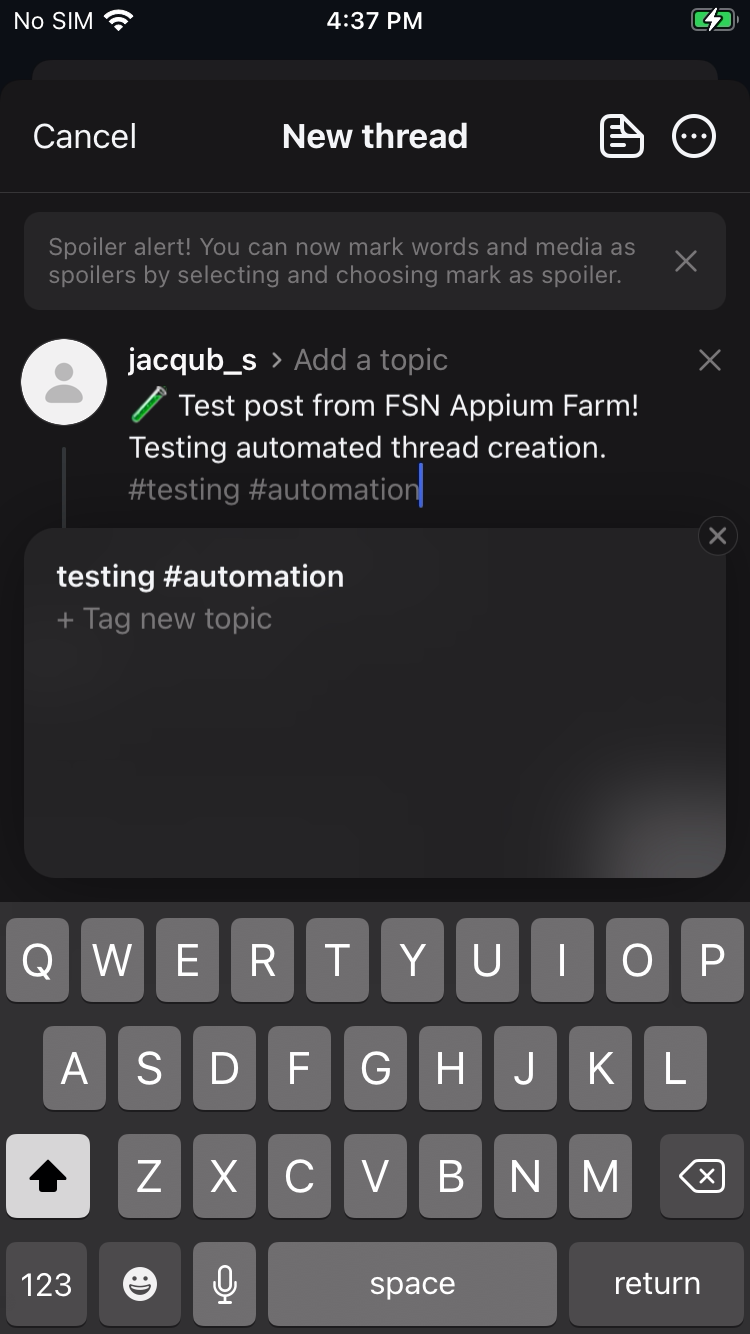 No SIM 4:37 PM
Cancel New thread
Spoiler alert! You can now mark words and media as
spoilers by selecting and choosing mark as spoiler.
jacqub_s > Add a topic
🧪 Test post from FSN Appium Farm!
Testing automated thread creation.
#testing #automation
testing #automation
+ Tag new topic
Q W E R T Y U I O P
A S D F G H J K L
Z X C V B N M
123 space return